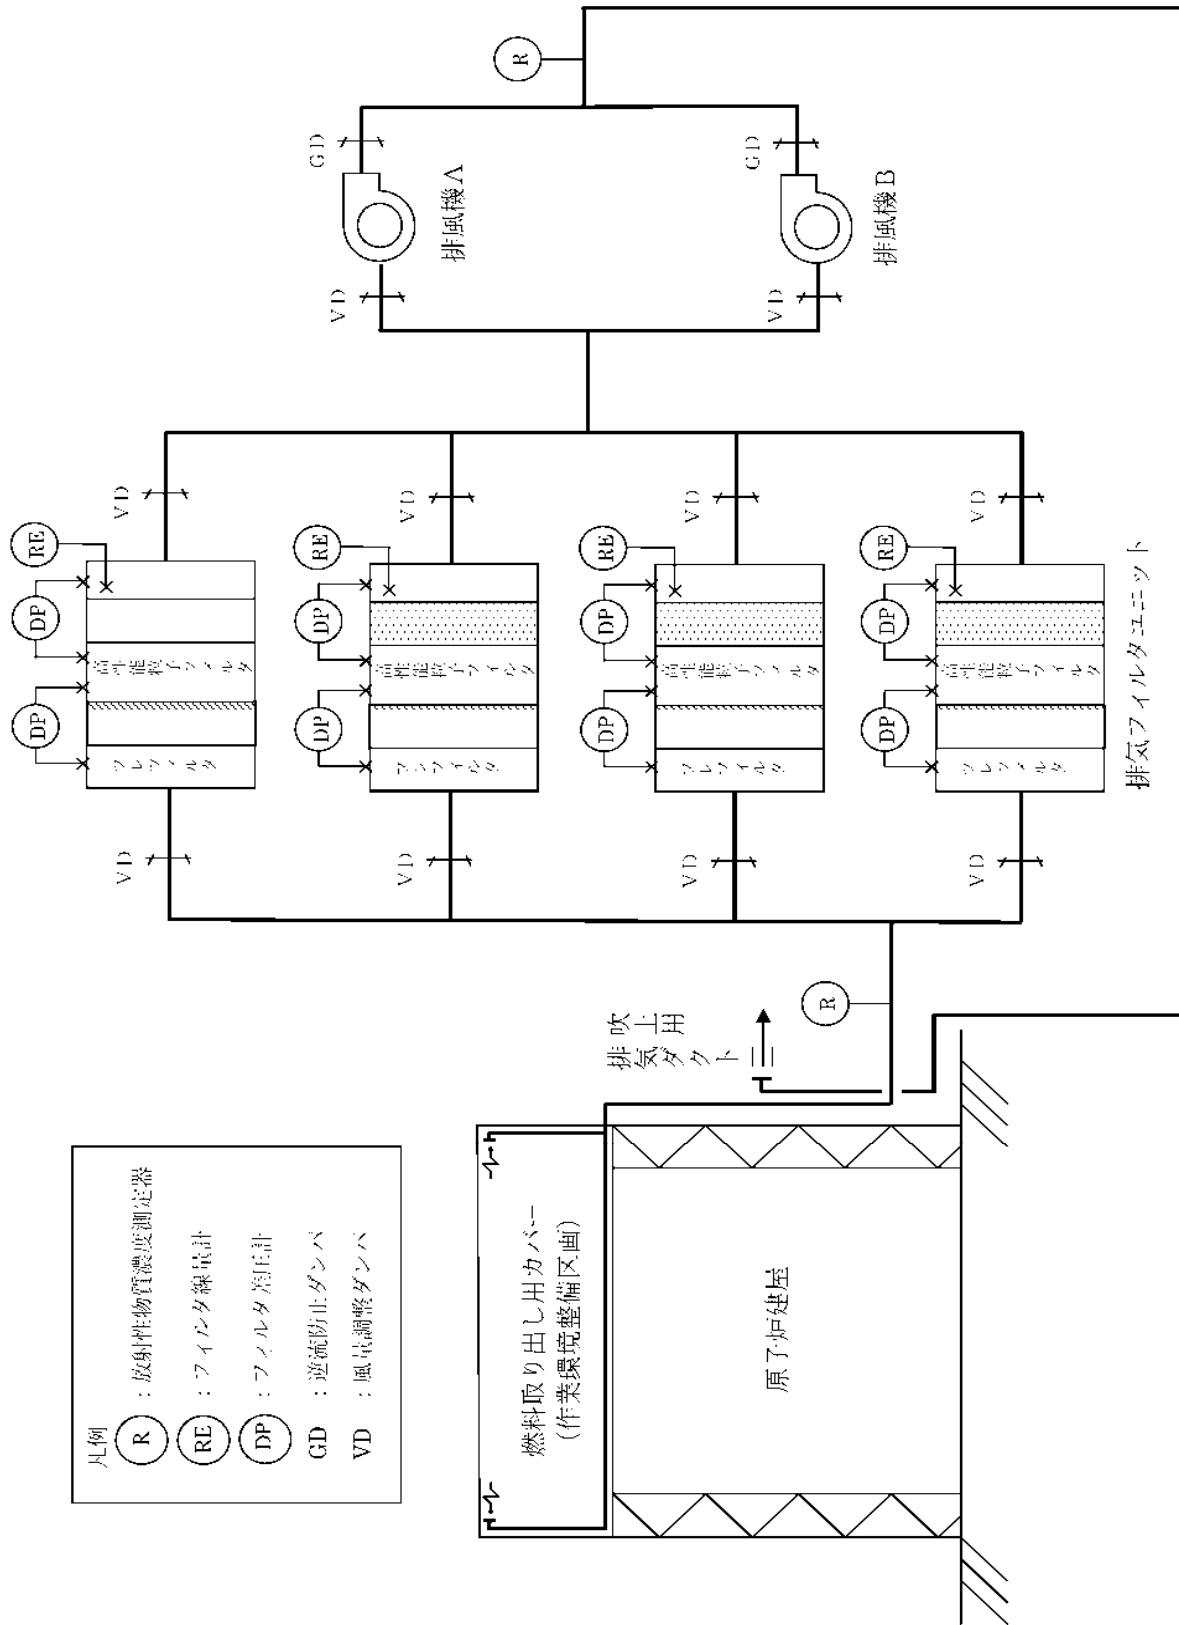 凡例
R ：放射性物質濃度測定器
RE ：フィルタ線量計
DP ：フィルタ差圧計
GD ：逆流防止ダンパ
VD ：風量調整ダンパ
燃料取り出し用カバー
(作業環境整備区画)
原子炉建屋
排気ダクト
吹上用
R
VD
VD
VD
VD
プレフィルタ
高性能粒子フィルタ
DP
DP
RE
プレフィルタ
高性能粒子フィルタ
DP
DP
RE
プレフィルタ
高性能粒子フィルタ
DP
DP
RE
プレフィルタ
高性能粒子フィルタ
DP
DP
RE
排気フィルタユニット
VD
VD
VD
VD
VD
VD
排風機A
排風機B
GD
GD
R